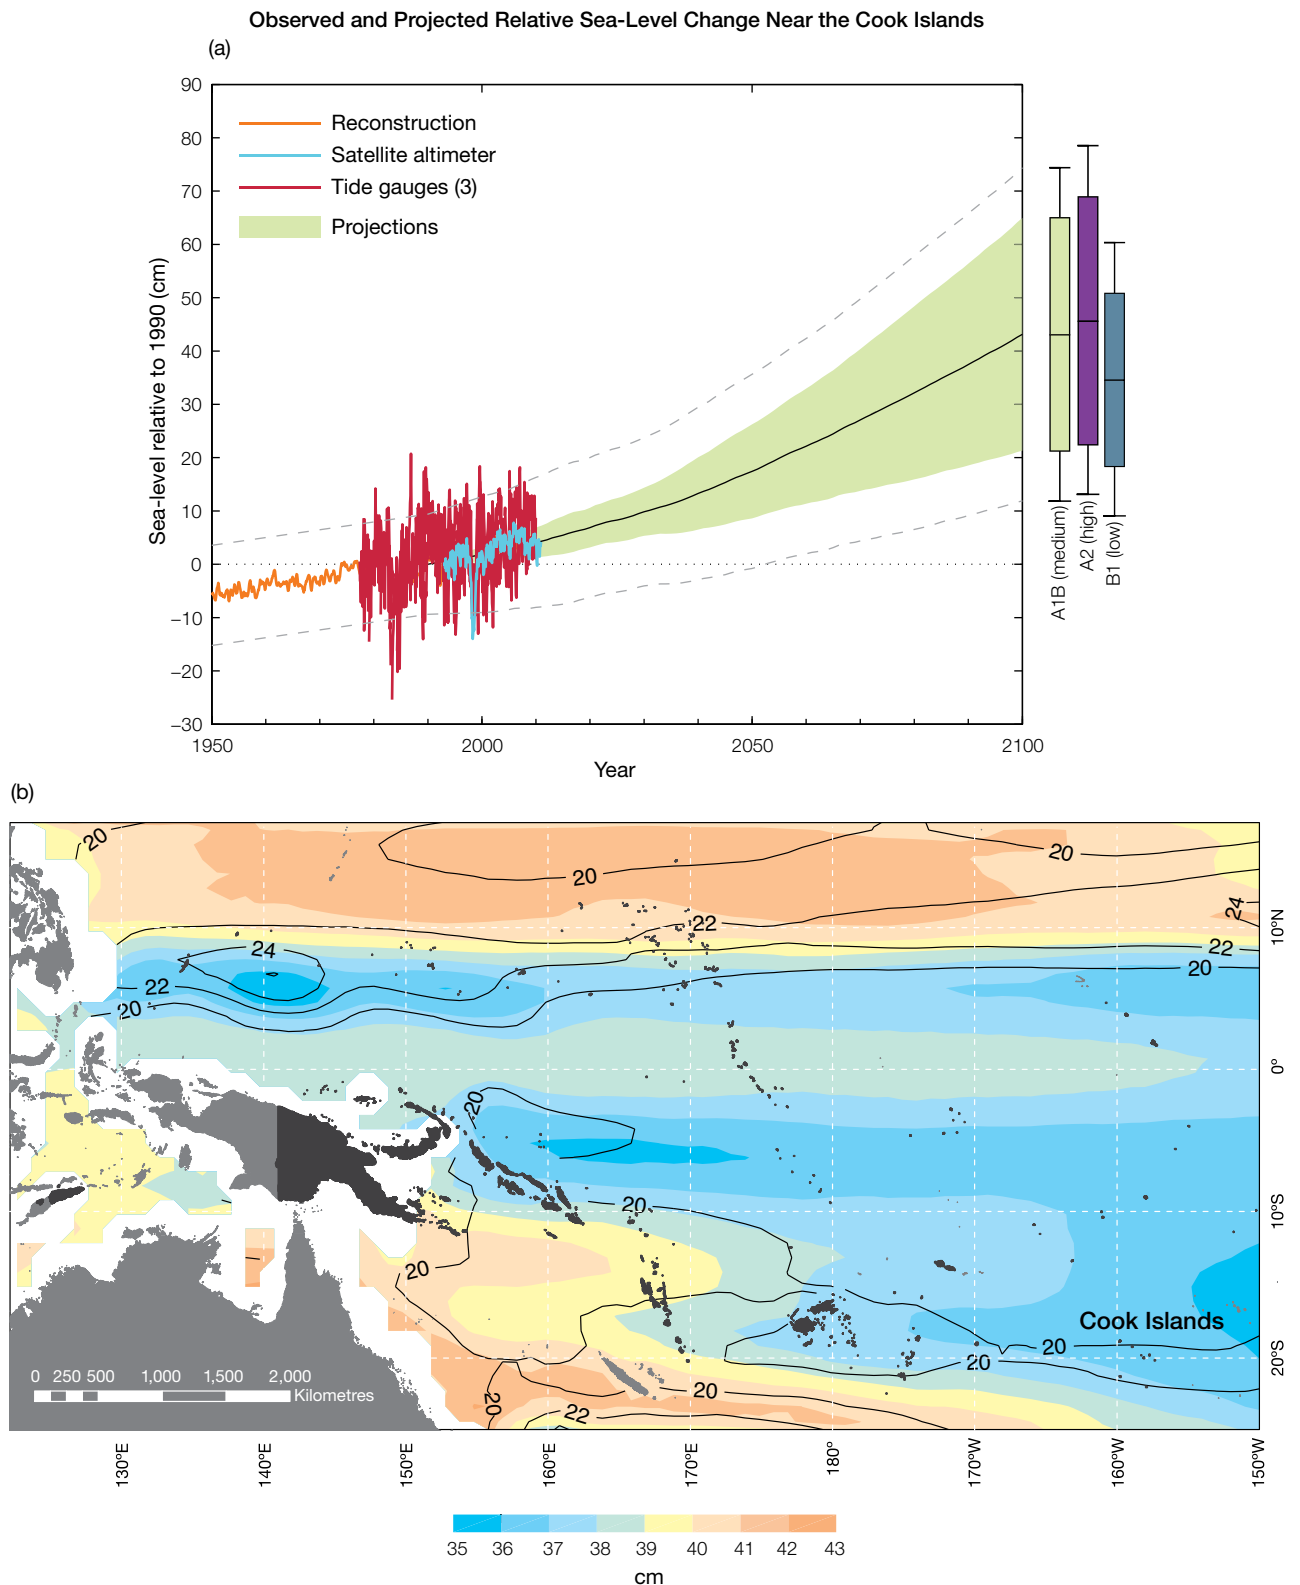 Observed and Projected Relative Sea-Level Change Near the Cook Islands
(a)
90
80
70
60
50
40
30
20
10
0
−10
−20
−30
Sea-level relative to 1990 (cm)
Reconstruction
Satellite altimeter
Tide gauges (3)
Projections
1950
2000
2050
2100
Year
A1B (medium)
A2 (high)
B1 (low)
(b)
20
20
20
22
24
24
22
20
22
20
20
20
20
20
20
20
20
22
Cook Islands
10°N
0°
10°S
20°S
0 250 500 1,000 1,500 2,000
Kilometres
130°E
140°E
150°E
160°E
170°E
180°
170°W
160°W
150°W
35 36 37 38 39 40 41 42 43
cm